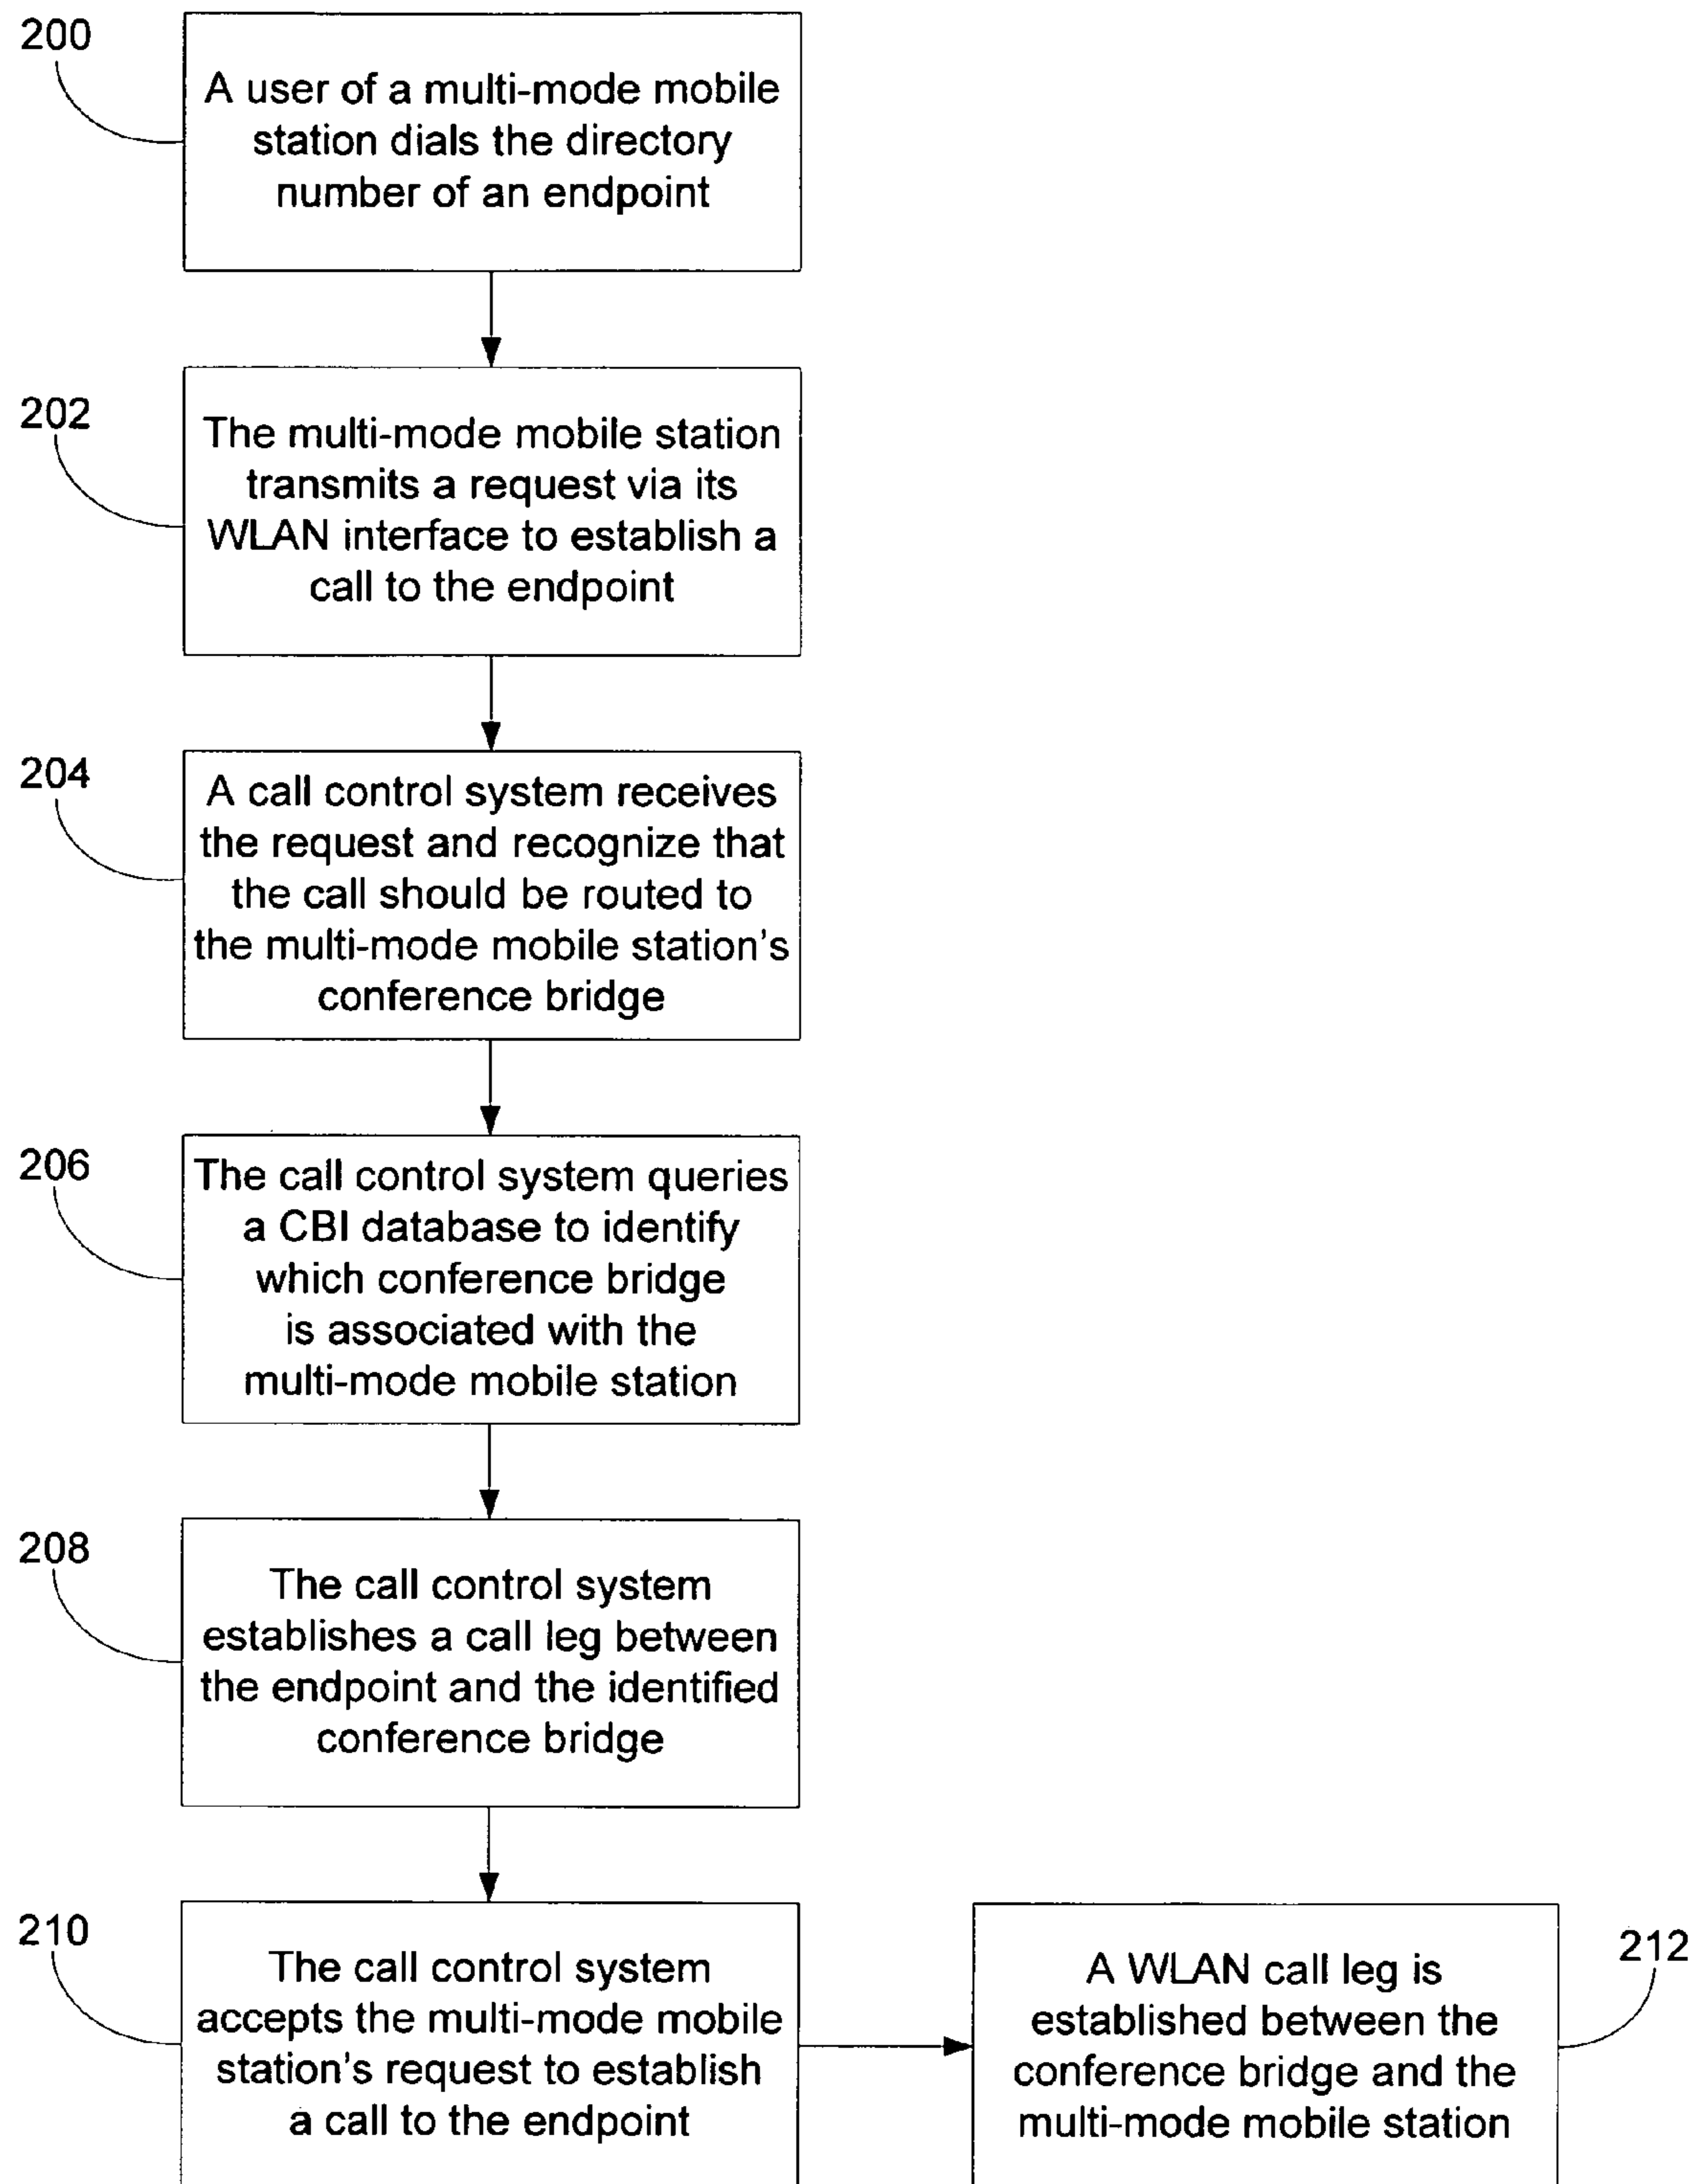 200
A user of a multi-mode mobile
station dials the directory
number of an endpoint
202
The multi-mode mobile station
transmits a request via its
WLAN interface to establish a
call to the endpoint
204
A call control system receives
the request and recognize that
the call should be routed to
the multi-mode mobile station's
conference bridge
206
The call control system queries
a CBI database to identify
which conference bridge
is associated with the
multi-mode mobile station
208
The call control system
establishes a call leg between
the endpoint and the identified
conference bridge
210
The call control system
accepts the multi-mode mobile
station's request to establish
a call to the endpoint
212
A WLAN call leg is
established between the
conference bridge and the
multi-mode mobile station